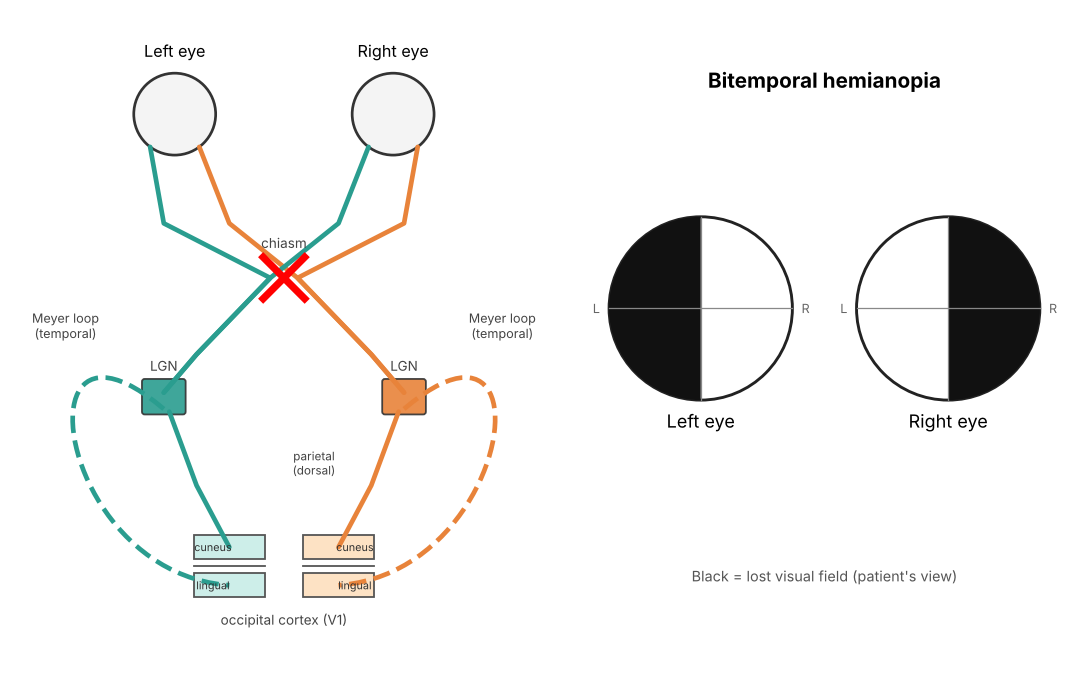 Left eye
Right eye
chiasm
Meyer loop
(temporal)
Meyer loop
(temporal)
LGN
LGN
parietal
(dorsal)
cuneus
cuneus
lingual
lingual
occipital cortex (V1)
Bitemporal hemianopia
L
R
L
R
Left eye
Right eye
Black = lost visual field (patient's view)